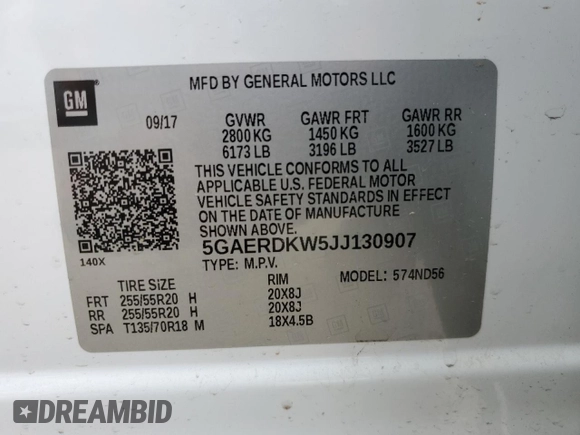 GM
MFD BY GENERAL MOTORS LLC
09/17 GVWR GAWR FRT GAWR RR
2800 KG 1450 KG 1600 KG
6173 LB 3196 LB 3527 LB
THIS VEHICLE CONFORMS TO ALL
APPLICABLE U.S. FEDERAL MOTOR
VEHICLE SAFETY STANDARDS IN EFFECT
ON THE DATE OF MANUFACTURE
SHOWN ABOVE.
140X
5GAERDKW5JJ130907
TYPE: M.P.V. MODEL: 574ND56
TIRE SIZE RIM
FRT 255/55R20 H 20X8J
RR 255/55R20 H 20X8J
SPA T135/70R18 M 18X4.5B
DREAMBID